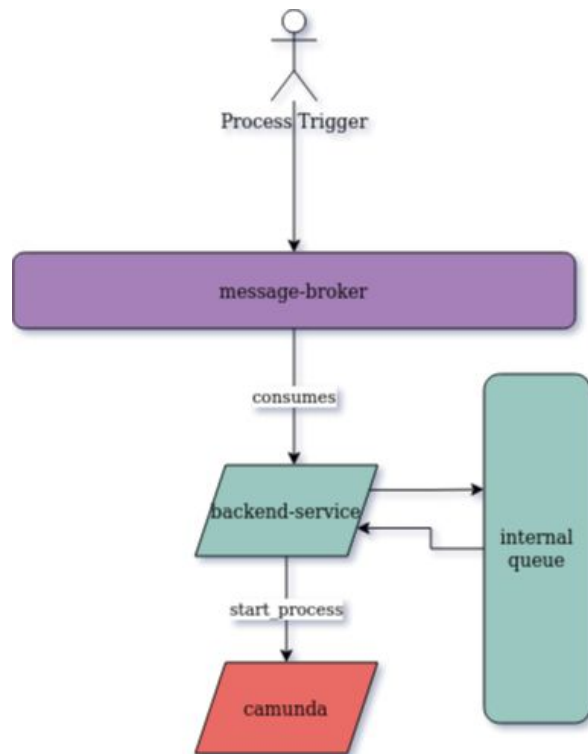 Process Trigger
message-broker
consumes
backend-service
internal
queue
start_process
camunda